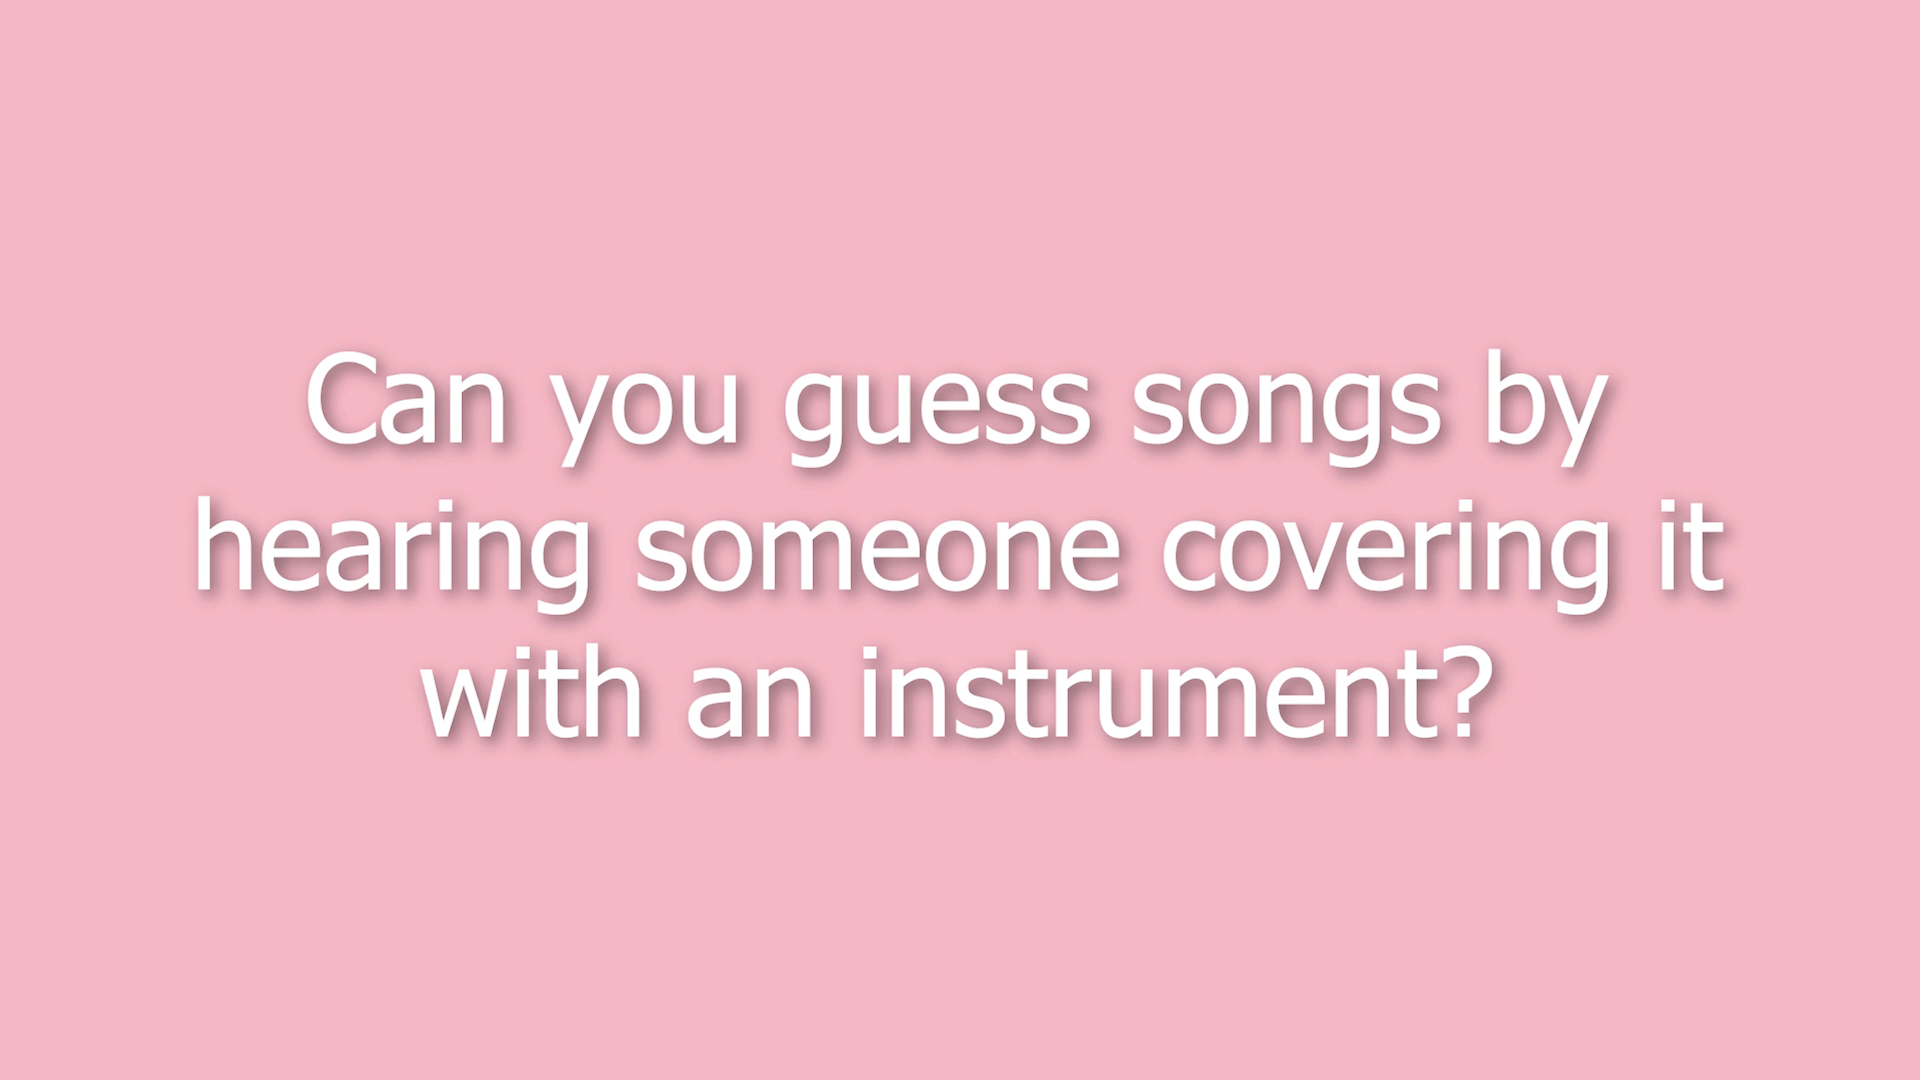 Can you guess songs by
hearing someone covering it
with an instrument?